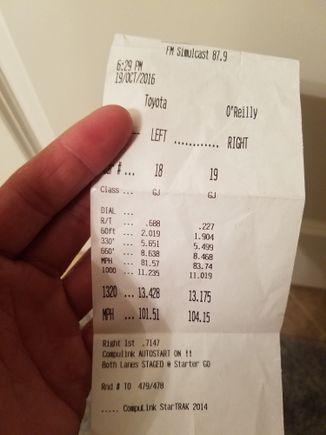 FM Simulcast 87.9
6:29 PM
19/OCT/2016
Toyota O'Reilly
LEFT ............ RIGHT
# ... 18 19
Class ... GJ GJ
DIAL ...
R/T ... .688 .227
60ft ... 2.019 1.904
330' ... 5.651 5.499
660' ... 8.638 8.468
MPH ... 81.57 83.74
1000 ... 11.235 11.019
1320 ... 13.428 13.175
MPH ... 101.51 104.15
Right 1st .7147
CompuLink AUTOSTART ON !!
Both Lanes STAGED @ Starter GO
Rnd # TO 479/478
..... CompuLink StarTRAK 2014